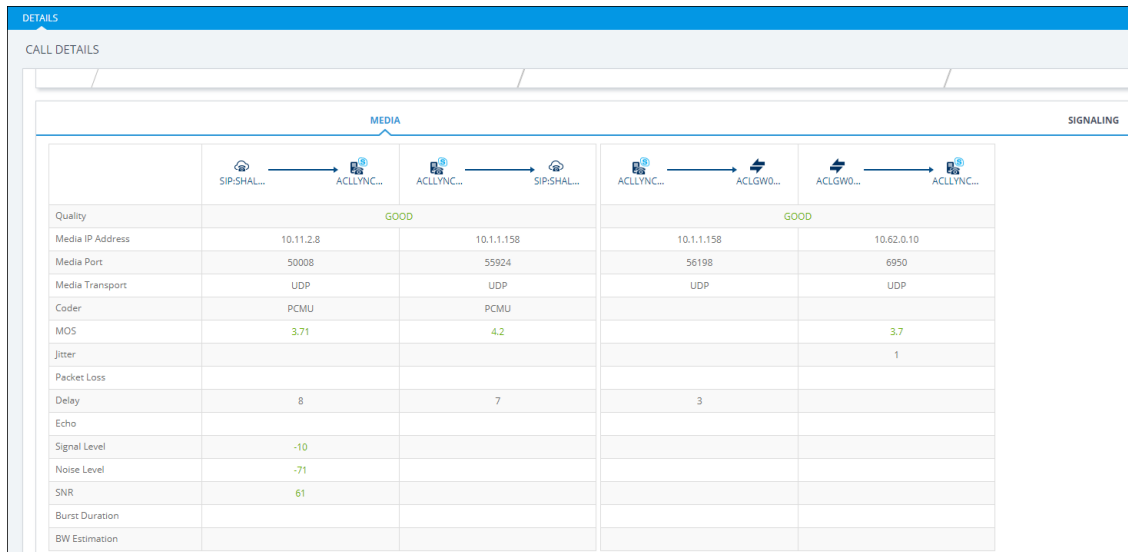 DETAILS
CALL DETAILS
MEDIA SIGNALING
SIP:SHAL... ACLLYNC... ACLLYNC... SIP:SHAL... ACLLYNC... ACLGW0... ACLGW0... ACLLYNC...
Quality GOOD GOOD
Media IP Address 10.11.2.8 10.1.1.158 10.1.1.158 10.62.0.10
Media Port 50008 55924 56198 6950
Media Transport UDP UDP UDP UDP
Coder PCMU PCMU
MOS 3.71 4.2 3.7
Jitter 1
Packet Loss
Delay 8 7 3
Echo
Signal Level -10
Noise Level -71
SNR 61
Burst Duration
BW Estimation